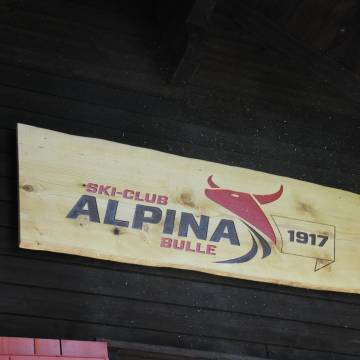 SKI-CLUB
ALPINA
BULLE
1917